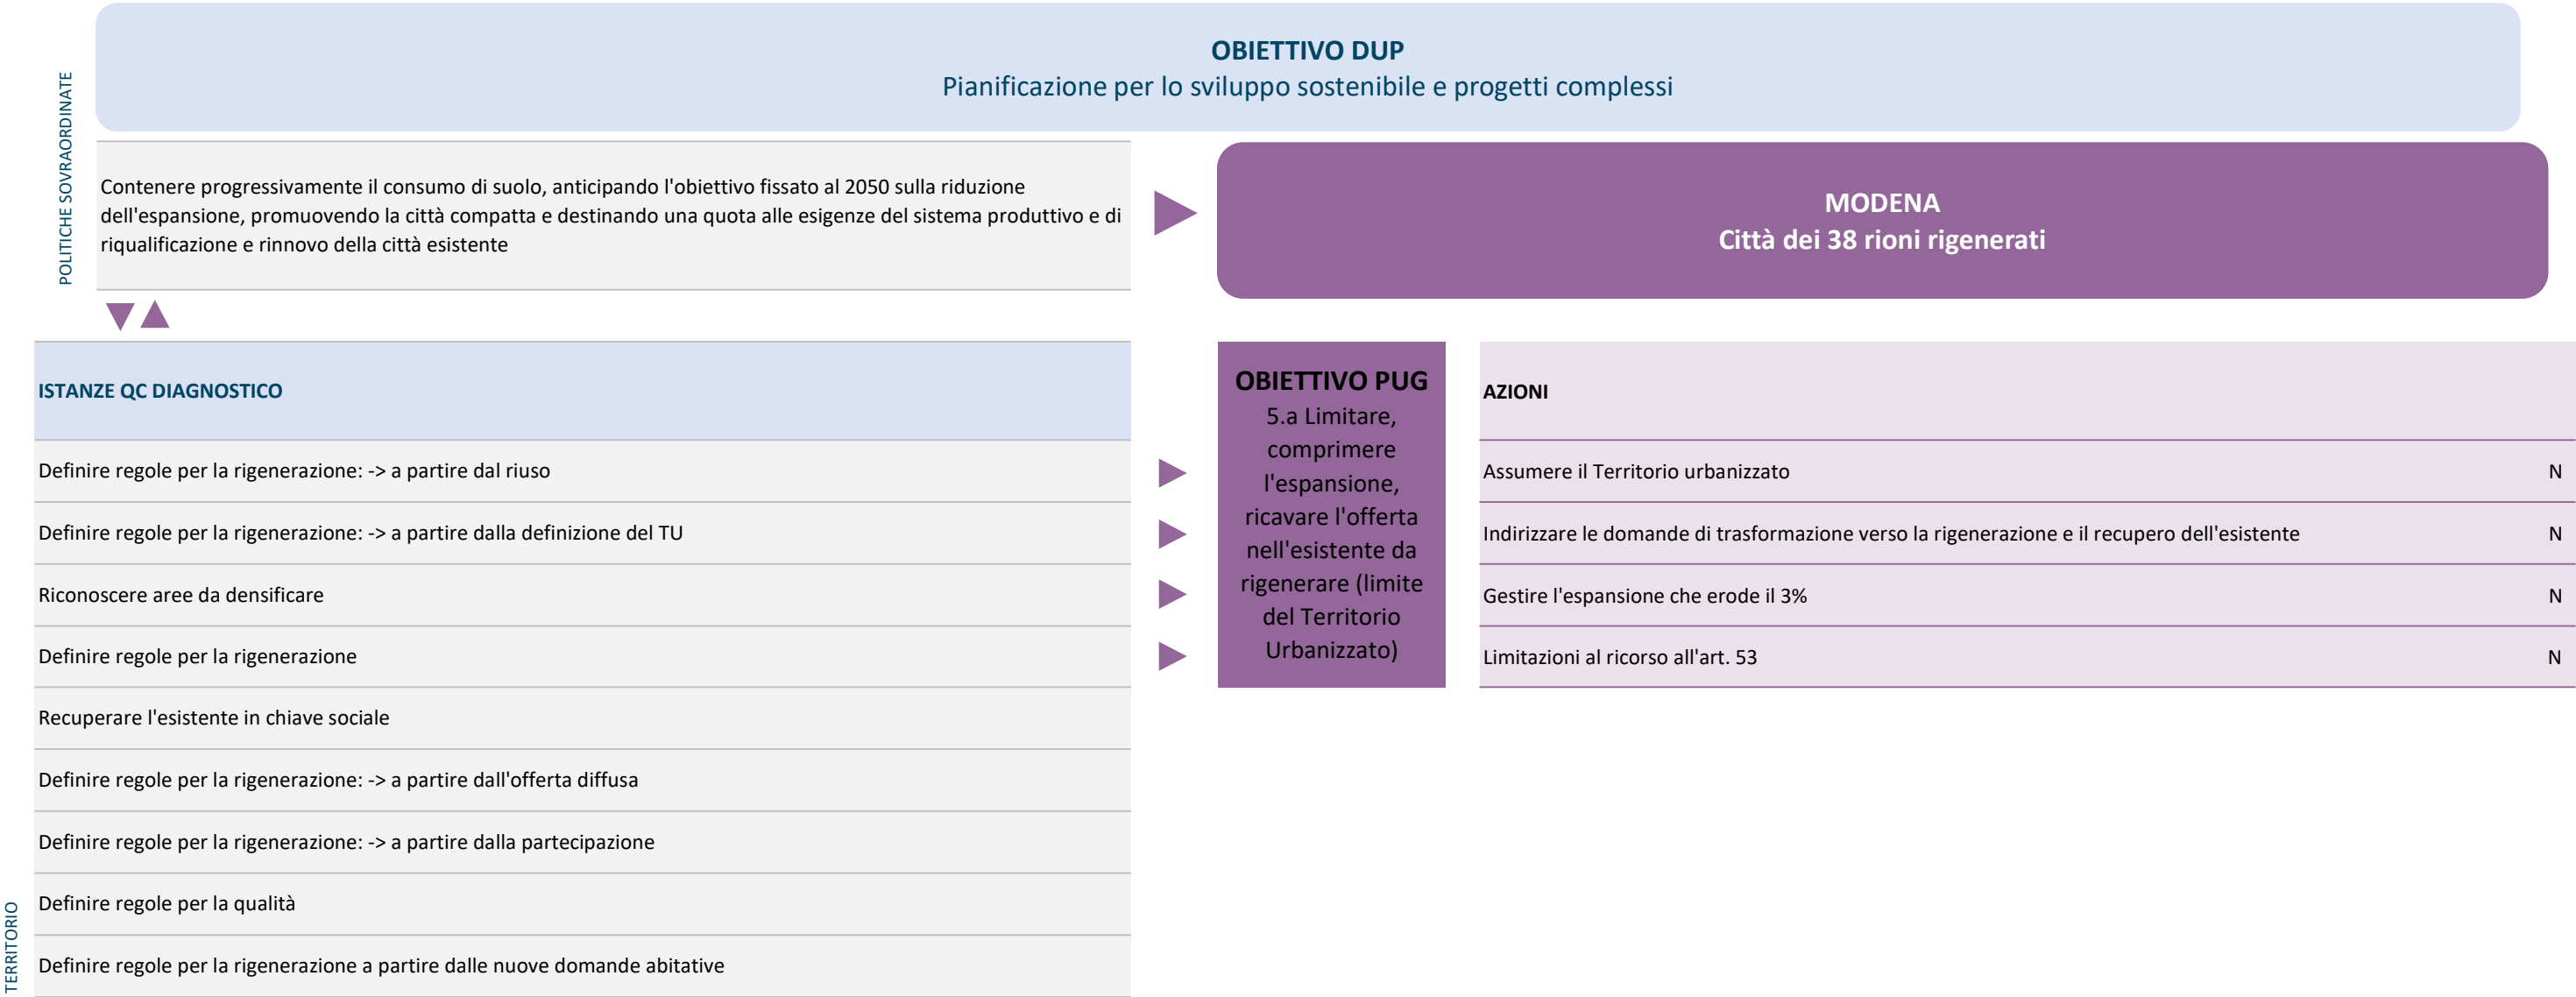 OBIETTIVO DUP
Pianificazione per lo sviluppo sostenibile e progetti complessi
POLITICHE SOVRAORDINATE
Contenere progressivamente il consumo di suolo, anticipando l'obiettivo fissato al 2050 sulla riduzione
dell'espansione, promuovendo la città compatta e destinando una quota alle esigenze del sistema produttivo e di
riqualificazione e rinnovo della città esistente
MODENA
Città dei 38 rioni rigenerati
ISTANZE QC DIAGNOSTICO
Definire regole per la rigenerazione: -> a partire dal riuso
Definire regole per la rigenerazione: -> a partire dalla definizione del TU
Riconoscere aree da densificare
Definire regole per la rigenerazione
Recuperare l'esistente in chiave sociale
Definire regole per la rigenerazione: -> a partire dall'offerta diffusa
Definire regole per la rigenerazione: -> a partire dalla partecipazione
Definire regole per la qualità
Definire regole per la rigenerazione a partire dalle nuove domande abitative
TERRITORIO
OBIETTIVO PUG
5.a Limitare,
comprimere
l'espansione,
ricavare l'offerta
nell'esistente da
rigenerare (limite
del Territorio
Urbanizzato)
AZIONI
Assumere il Territorio urbanizzato N
Indirizzare le domande di trasformazione verso la rigenerazione e il recupero dell'esistente N
Gestire l'espansione che erode il 3% N
Limitazioni al ricorso all'art. 53 N